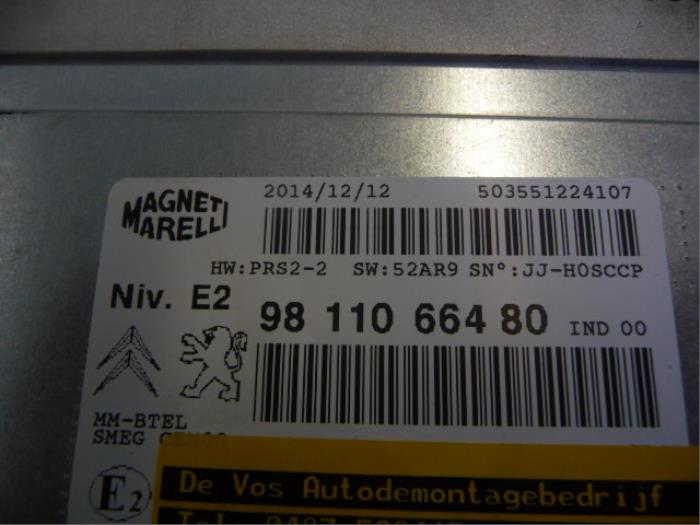 MAGNETI MARELLI
2014/12/12 503551224107
HW:PRS2-2 SW:52AR9 SN°:JJ-H0SCCP
Niv. E2
98 110 664 80 IND 00
MM-BTEL
SMEG
E2
De Vos Autodemontagebedrijf
Tel: